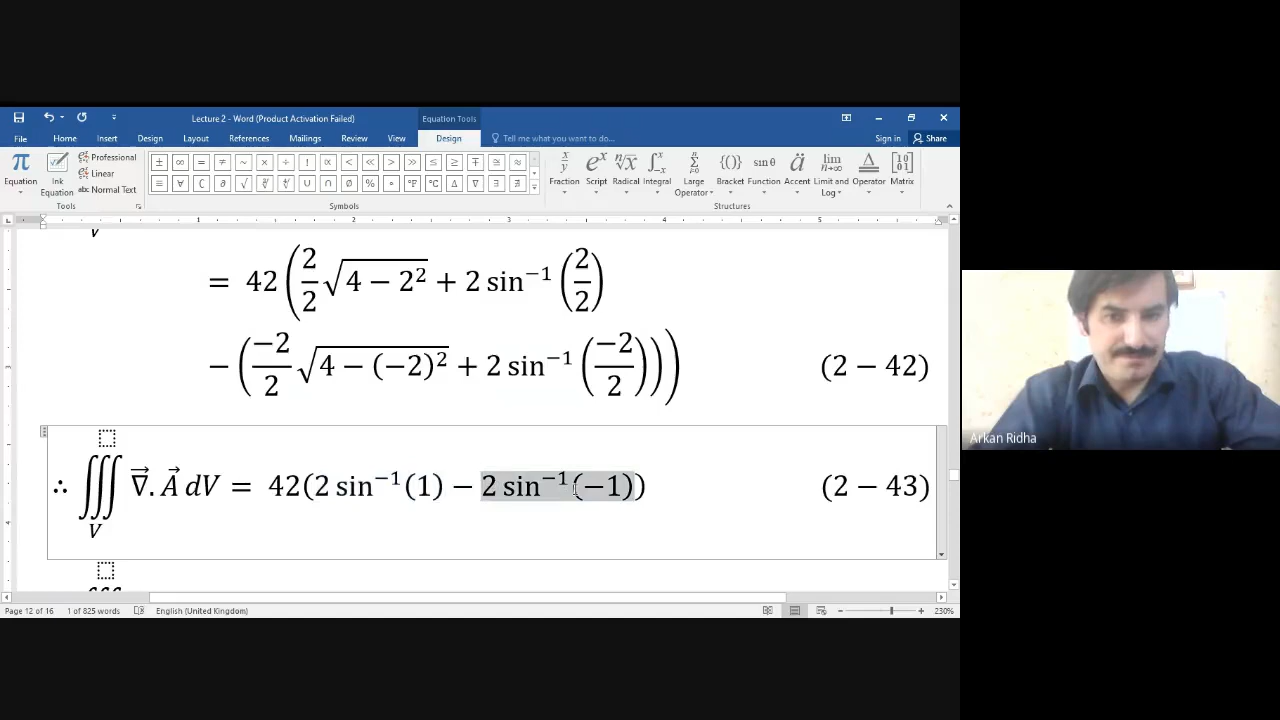 Lecture 2 - Word (Product Activation Failed)
Equation Tools
File Home Insert Design Layout References Mailings Review View Design Tell me what you want to do... Sign in Share
π Equation
Ink Equation
Professional
Linear
abc Normal Text
Tools
± ∞ = ≠ ~ × ÷ ! ∝ < ≪ > ≫ ≤ ≥ ∓ ≅ ≈
≡ ∀ ∁ ∂ √ ∛ ∜ ∪ ∩ ∅ % ° °F °C ∆ ∇ ∃ ∄
Symbols
Fraction Script Radical Integral Large Operator Bracket Function Accent Limit and Log Operator Matrix
Structures
1 2 3 4 5
V
= 42(2/2 √(4 − 2²) + 2 sin⁻¹(2/2)
−(−2/2 √(4 − (−2)²) + 2 sin⁻¹(−2/2))) (2 − 42)
∴ ∭_V ∇⃗. A⃗ dV = 42(2 sin⁻¹(1) − 2 sin⁻¹(−1)) (2 − 43)
Page 12 of 16 1 of 825 words English (United Kingdom) 230%
Arkan Ridha